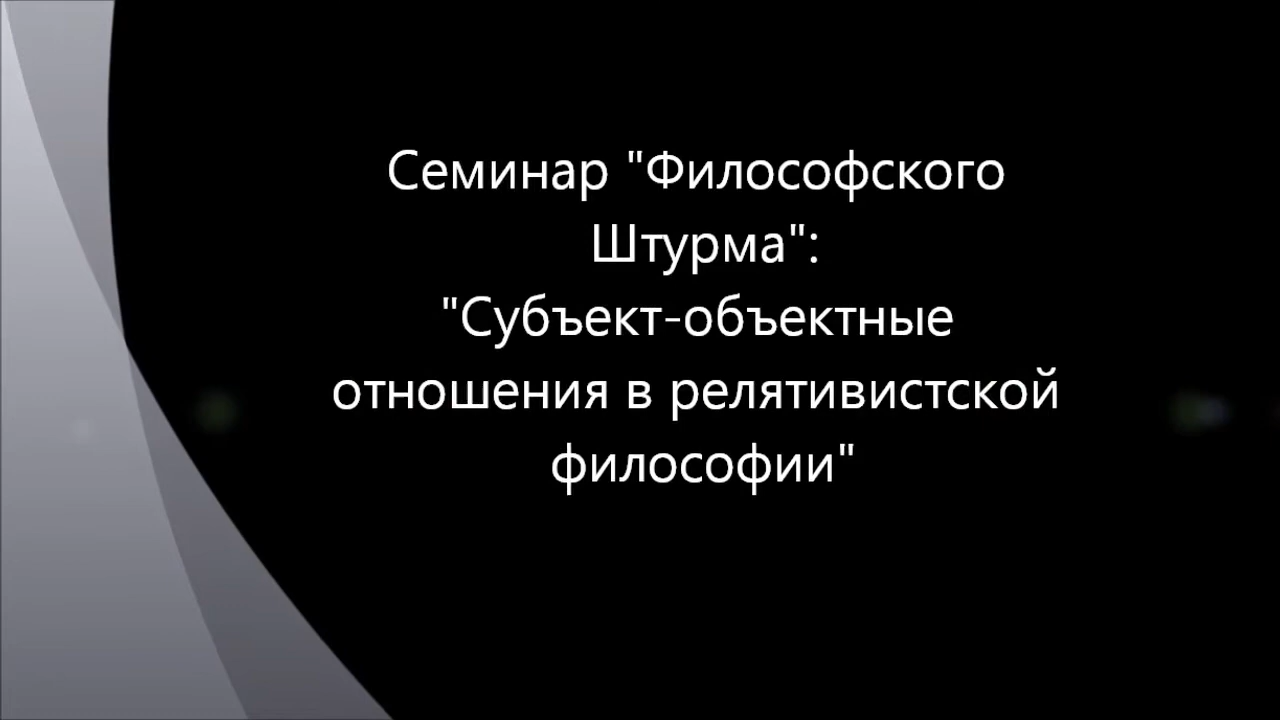 Семинар "Философского
Штурма":
"Субъект-объектные
отношения в релятивистской
философии"